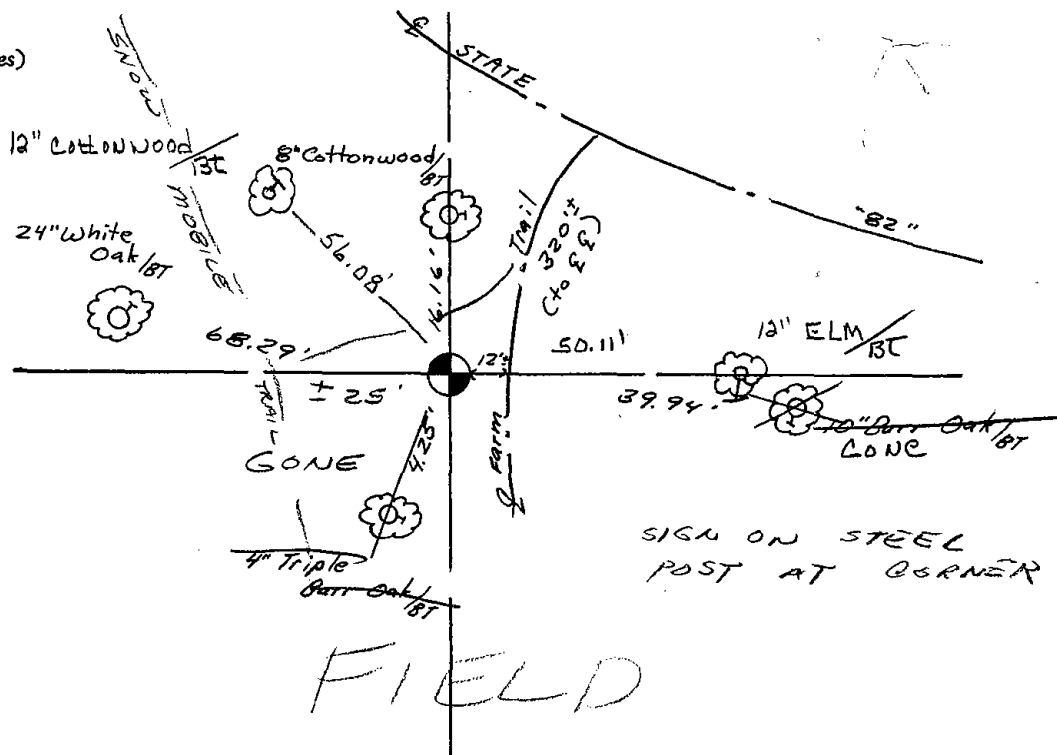 es)
SNOW
MOBILE
TRAIL
℄
STATE
"82"
12" Cottonwood
BT
8" Cottonwood/BT
24" White
Oak/BT
56.08'
16.16'
Trail
320'±
(to ℄ ℄)
68.29'
± 25'
12'±
50.11'
12" ELM
BT
39.94'
10" Burr Oak/BT
GONE
GONE
4.25'
℄ Farm
4" Triple
Burr Oak/BT
SIGN ON STEEL
POST AT CORNER
FIELD